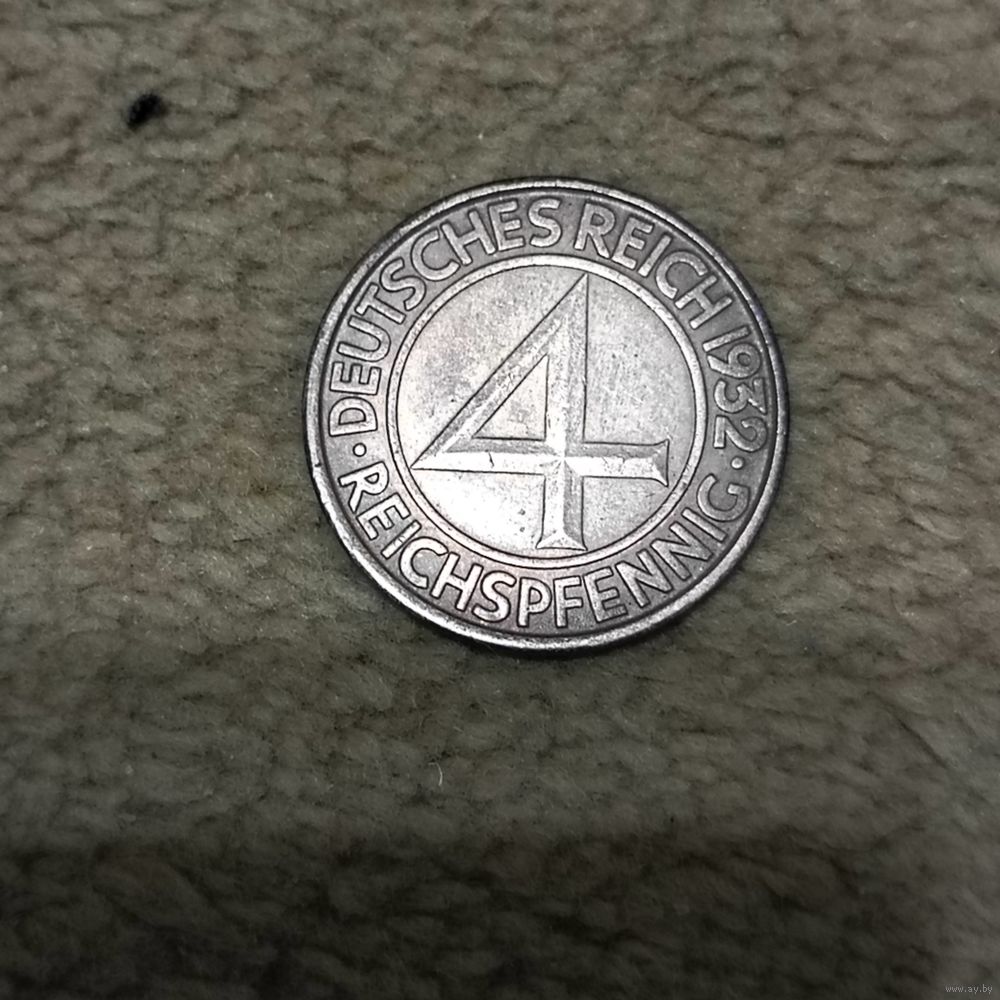 DEUTSCHES REICH 1932
4
REICHSPFENNIG
www.ay.by